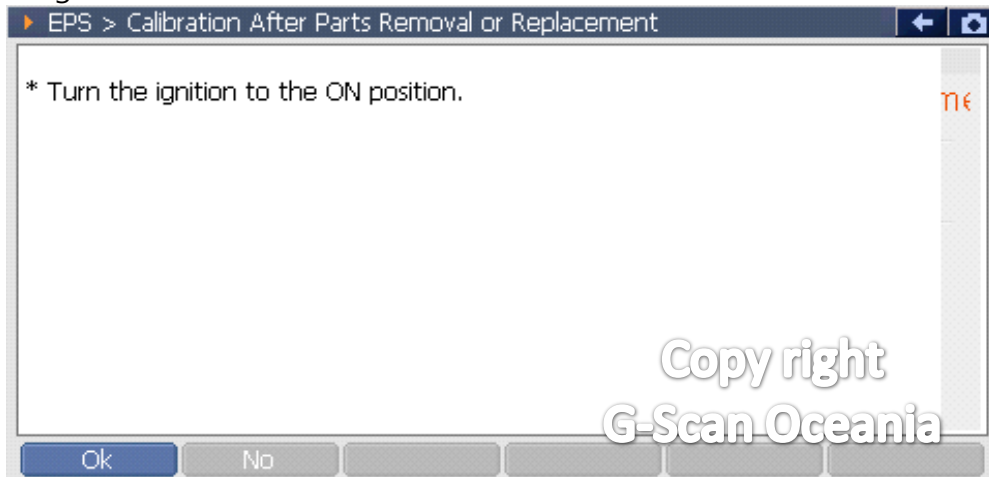 EPS > Calibration After Parts Removal or Replacement
* Turn the ignition to the ON position.
Copy right
G-Scan Oceania
Ok
No